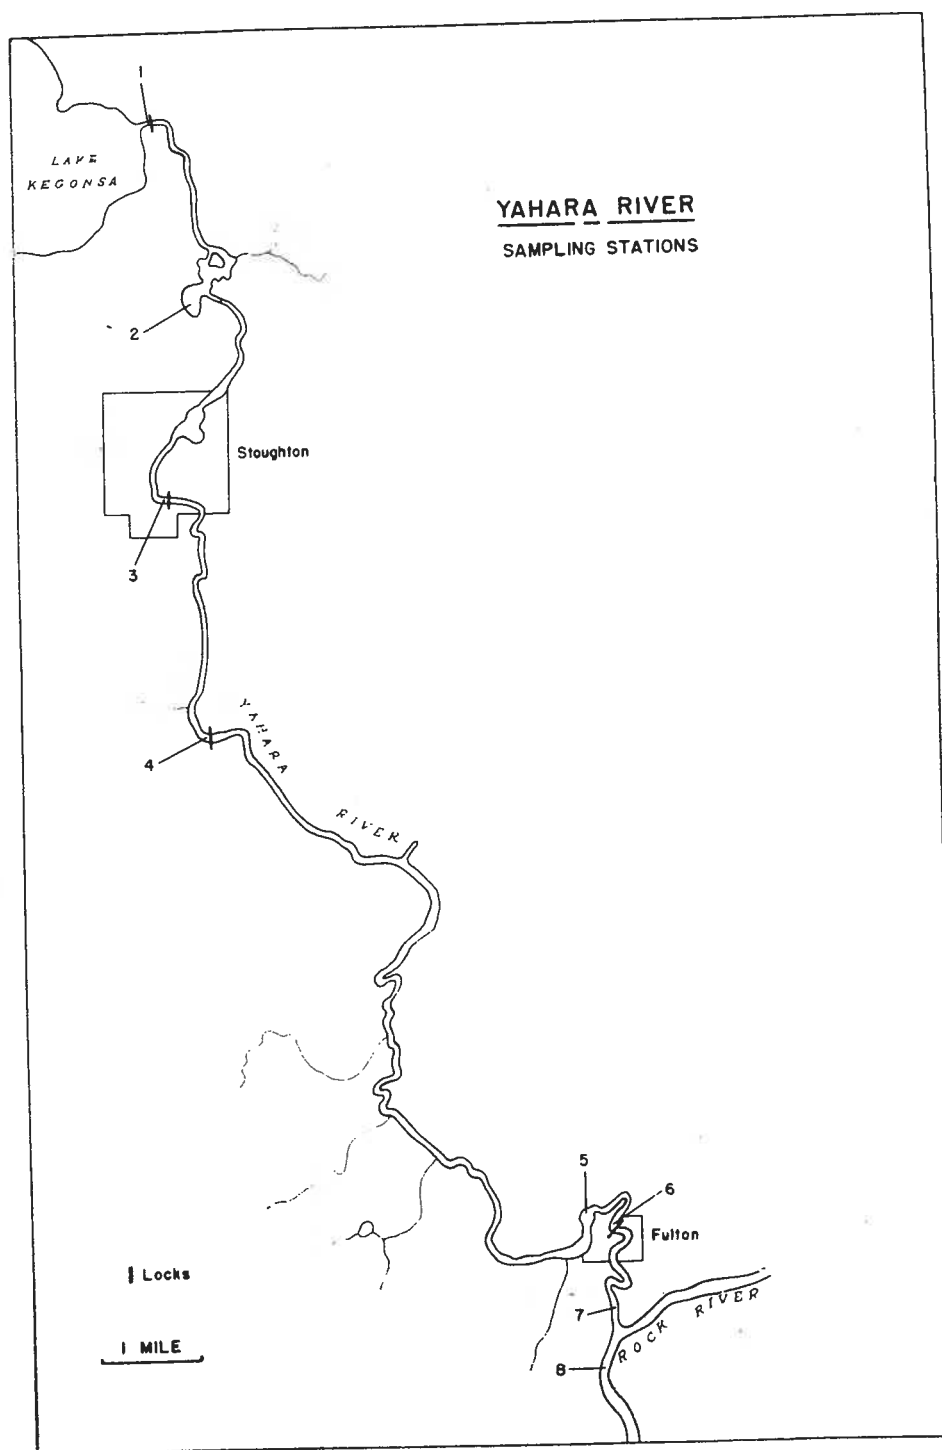 1
LAKE
KEGONSA
YAHARA RIVER
SAMPLING STATIONS
2
Stoughton
3
YAHARA
4
RIVER
5
6
Fulton
Locks
7
ROCK RIVER
1 MILE
8